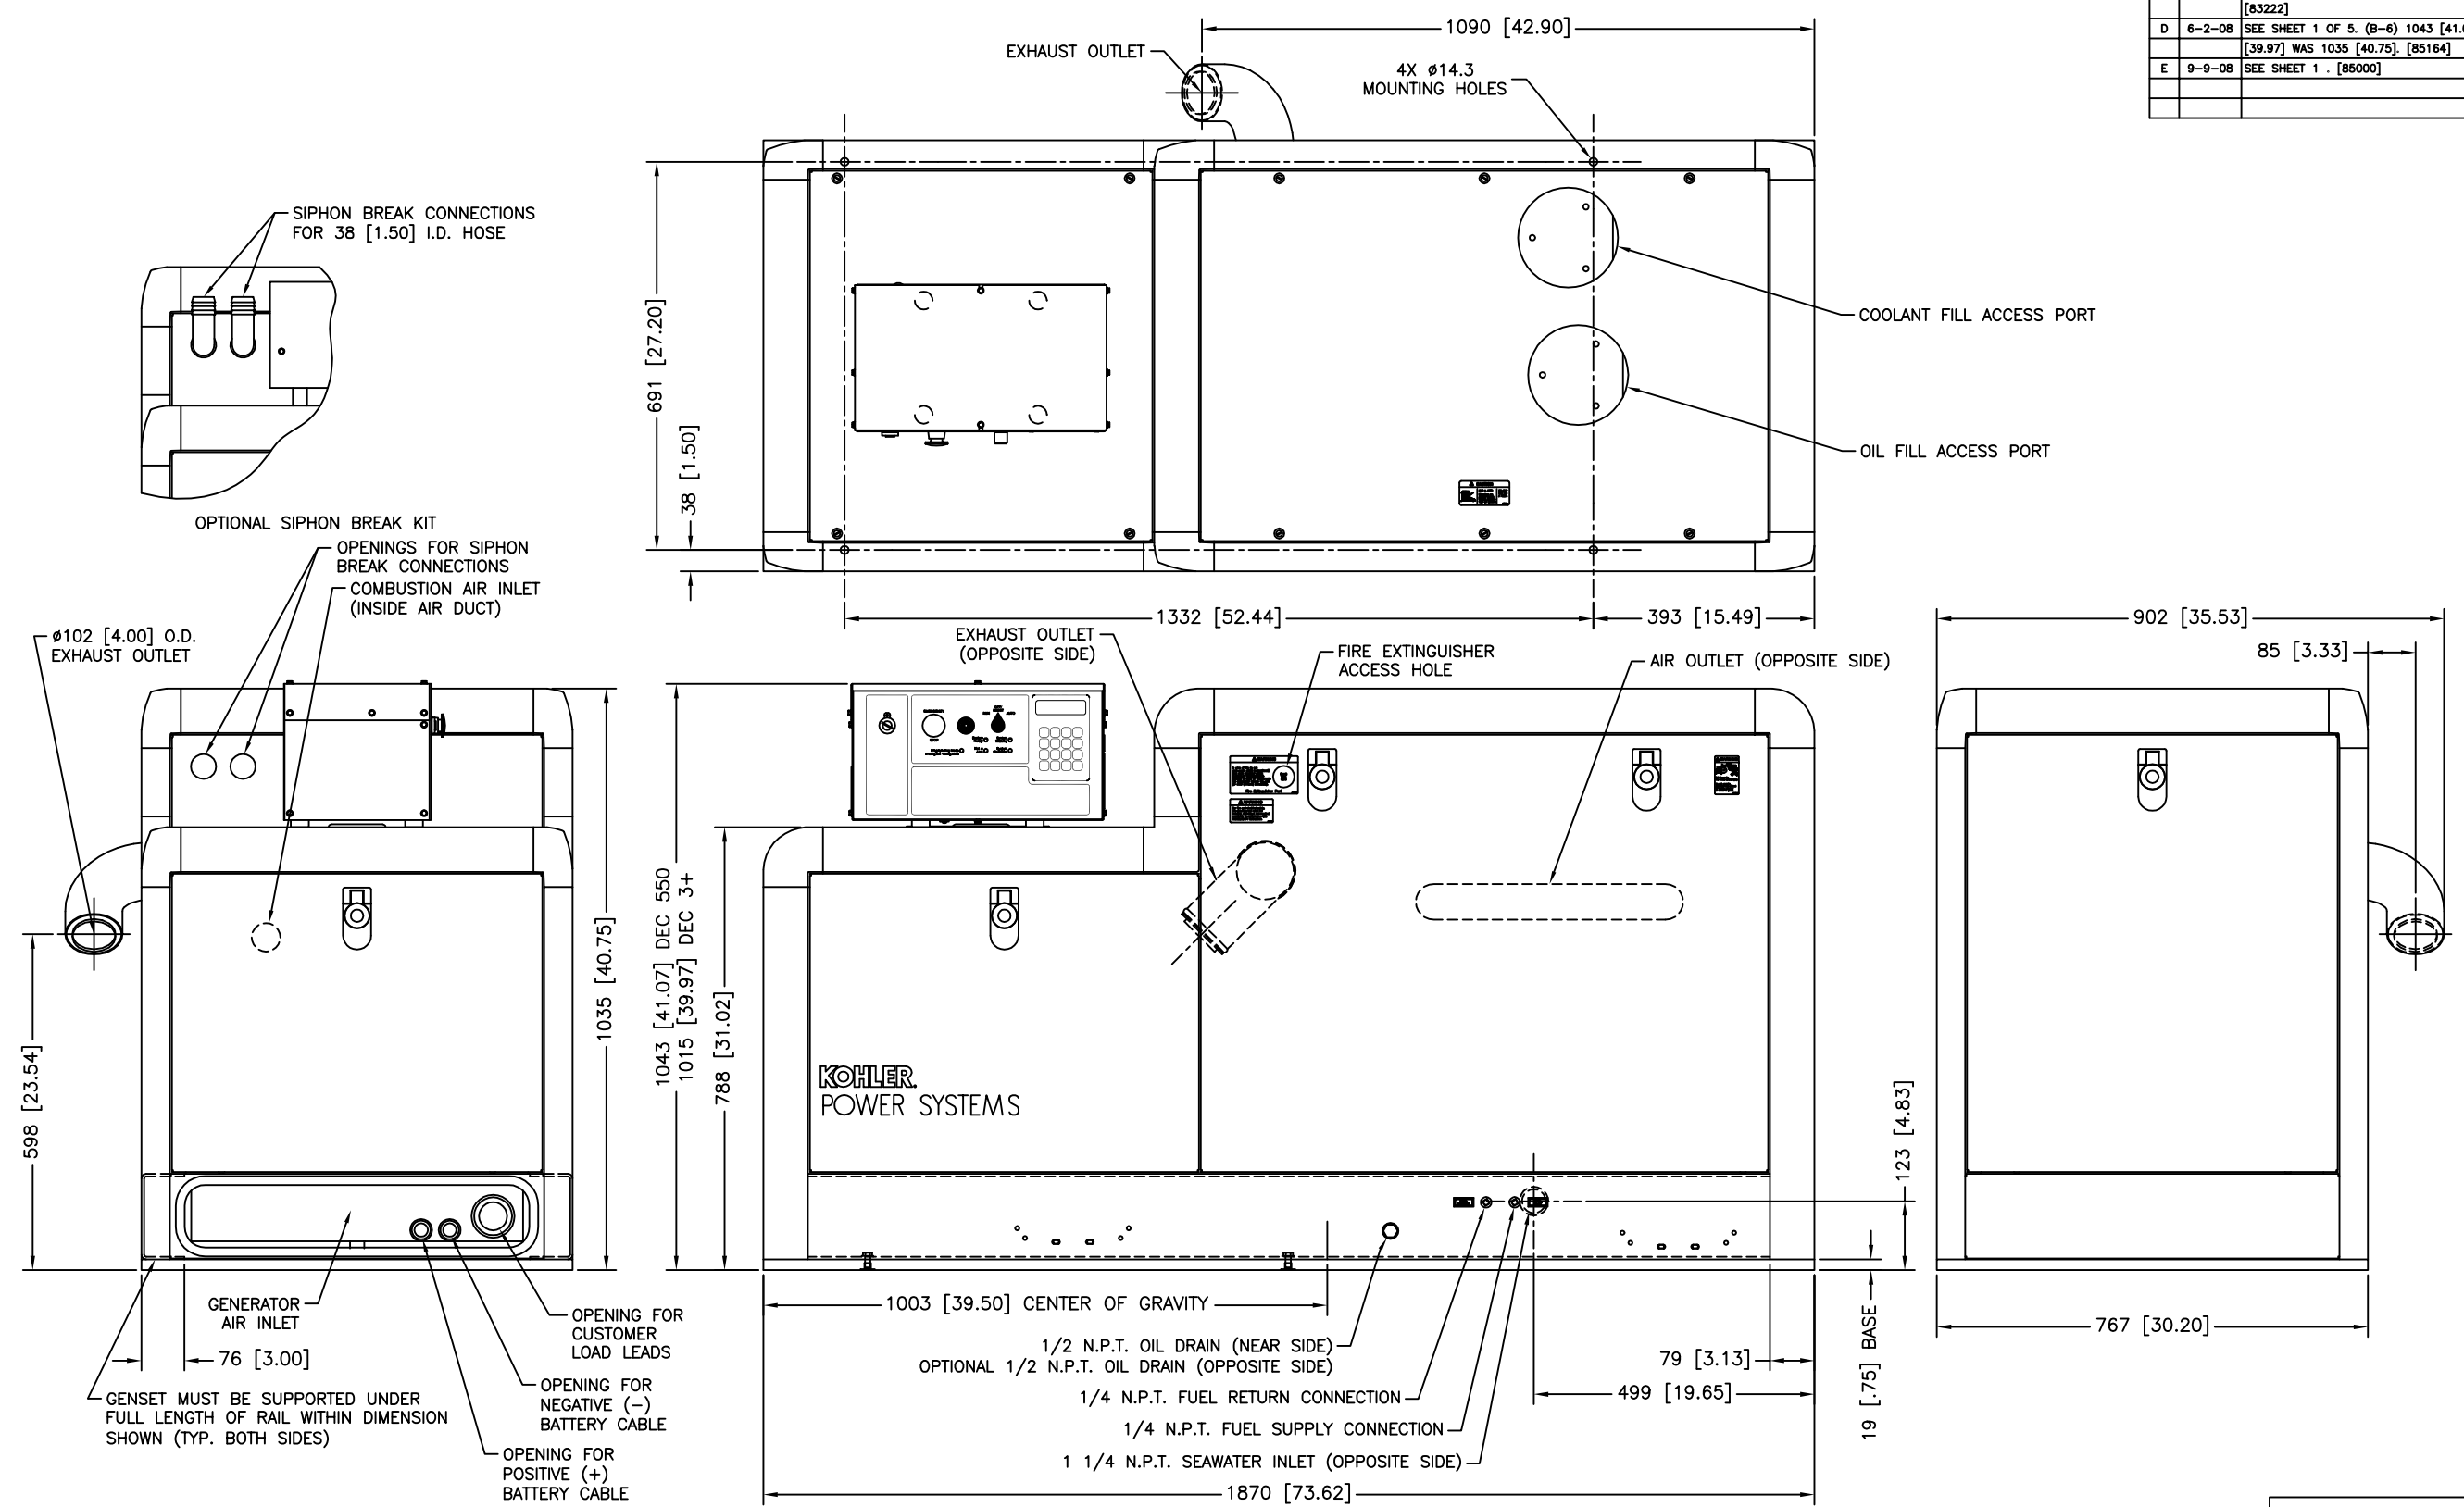 [83222]
D 6-2-08 SEE SHEET 1 OF 5. (B-6) 1043
[39.97] WAS 1035 [40.75]. [85164]
E 9-9-08 SEE SHEET 1 . [85000]
1090 [42.90]
EXHAUST OUTLET
4X ø14.3
MOUNTING HOLES
SIPHON BREAK CONNECTIONS
FOR 38 [1.50] I.D. HOSE
691 [27.20]
38 [1.50]
COOLANT FILL ACCESS PORT
OIL FILL ACCESS PORT
OPTIONAL SIPHON BREAK KIT
OPENINGS FOR SIPHON
BREAK CONNECTIONS
COMBUSTION AIR INLET
(INSIDE AIR DUCT)
1332 [52.44]
393 [15.49]
ø102 [4.00] O.D.
EXHAUST OUTLET
EXHAUST OUTLET
(OPPOSITE SIDE)
FIRE EXTINGUISHER
ACCESS HOLE
AIR OUTLET (OPPOSITE SIDE)
902 [35.53]
85 [3.33]
598 [23.54]
1035 [40.75]
1043 [41.07] DEC 550
1015 [39.97] DEC 3+
788 [31.02]
KOHLER.
POWER SYSTEMS
123 [4.83]
19 [.75] BASE
GENERATOR
AIR INLET
76 [3.00]
OPENING FOR
CUSTOMER
LOAD LEADS
OPENING FOR
NEGATIVE (-)
BATTERY CABLE
OPENING FOR
POSITIVE (+)
BATTERY CABLE
GENSET MUST BE SUPPORTED UNDER
FULL LENGTH OF RAIL WITHIN DIMENSION
SHOWN (TYP. BOTH SIDES)
1003 [39.50] CENTER OF GRAVITY
1/2 N.P.T. OIL DRAIN (NEAR SIDE)
OPTIONAL 1/2 N.P.T. OIL DRAIN (OPPOSITE SIDE)
1/4 N.P.T. FUEL RETURN CONNECTION
1/4 N.P.T. FUEL SUPPLY CONNECTION
1 1/4 N.P.T. SEAWATER INLET (OPPOSITE SIDE)
79 [3.13]
499 [19.65]
1870 [73.62]
767 [30.20]